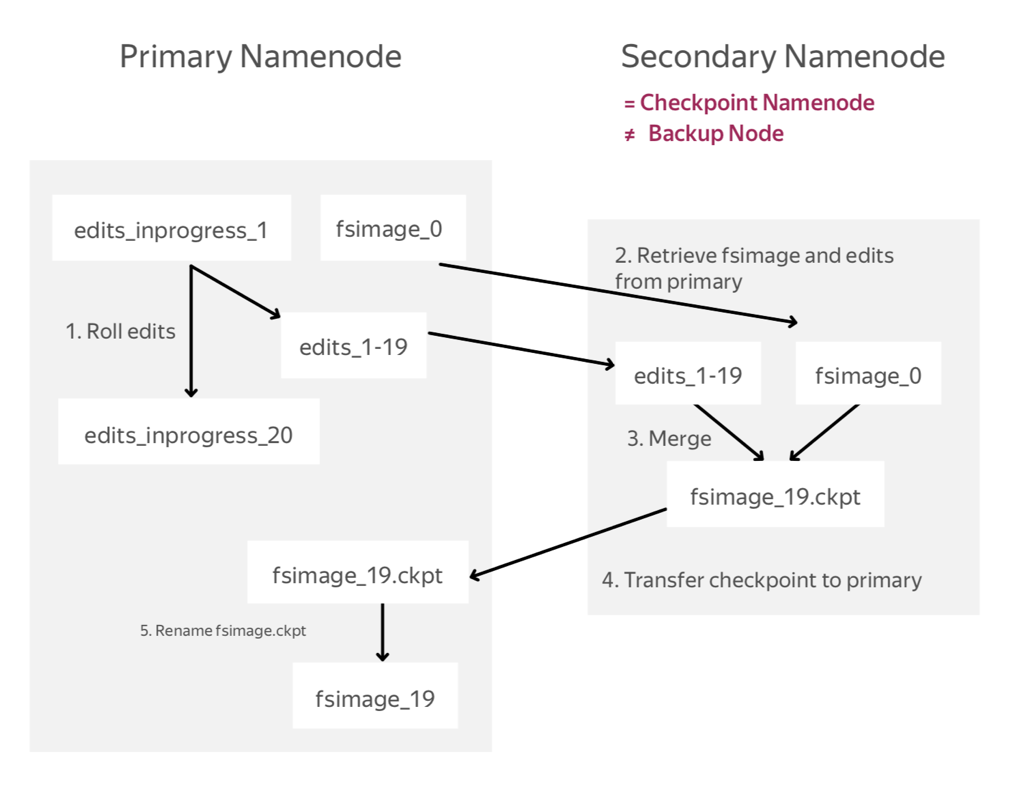 Primary Namenode
Secondary Namenode
= Checkpoint Namenode
≠ Backup Node
edits_inprogress_1
fsimage_0
1. Roll edits
edits_1-19
edits_inprogress_20
2. Retrieve fsimage and edits
from primary
edits_1-19
fsimage_0
3. Merge
fsimage_19.ckpt
4. Transfer checkpoint to primary
fsimage_19.ckpt
5. Rename fsimage.ckpt
fsimage_19